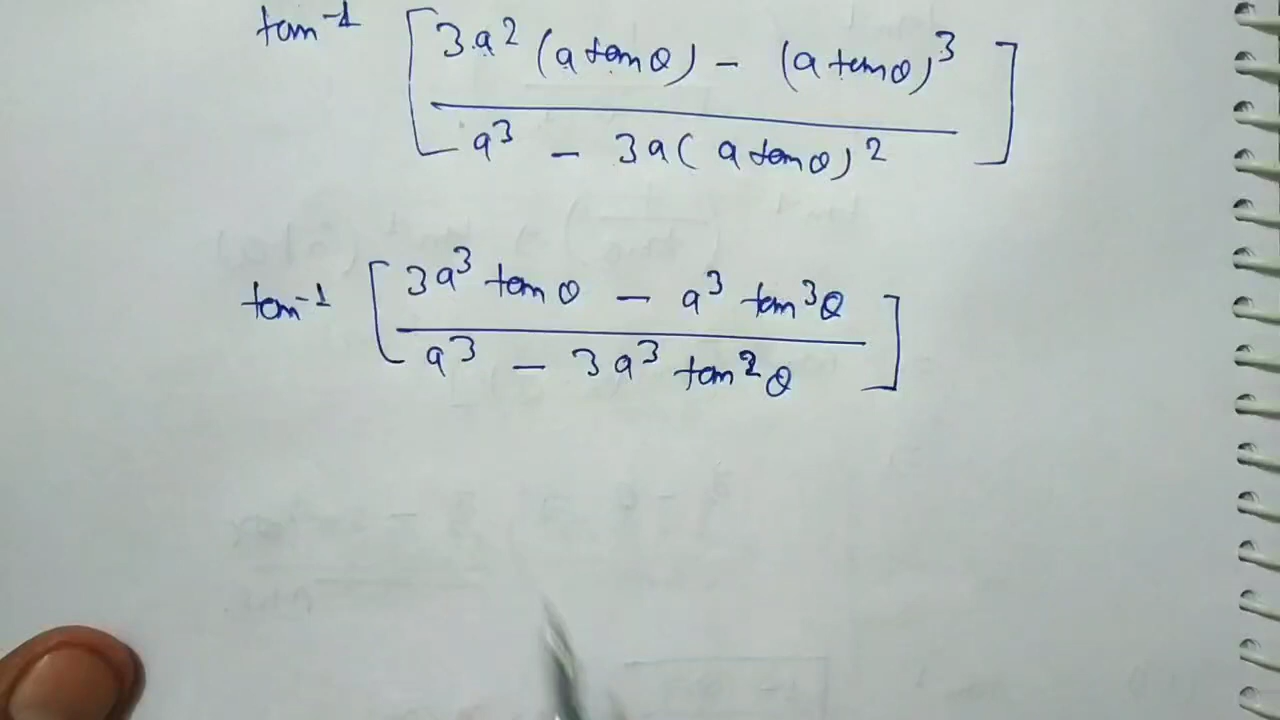 tan⁻¹ [ 3a² (a tanθ) − (a tanθ)³ / a³ − 3a( a tanθ)² ]
tan⁻¹ [ 3a³ tanθ − a³ tan³θ / a³ − 3a³ tan²θ ]